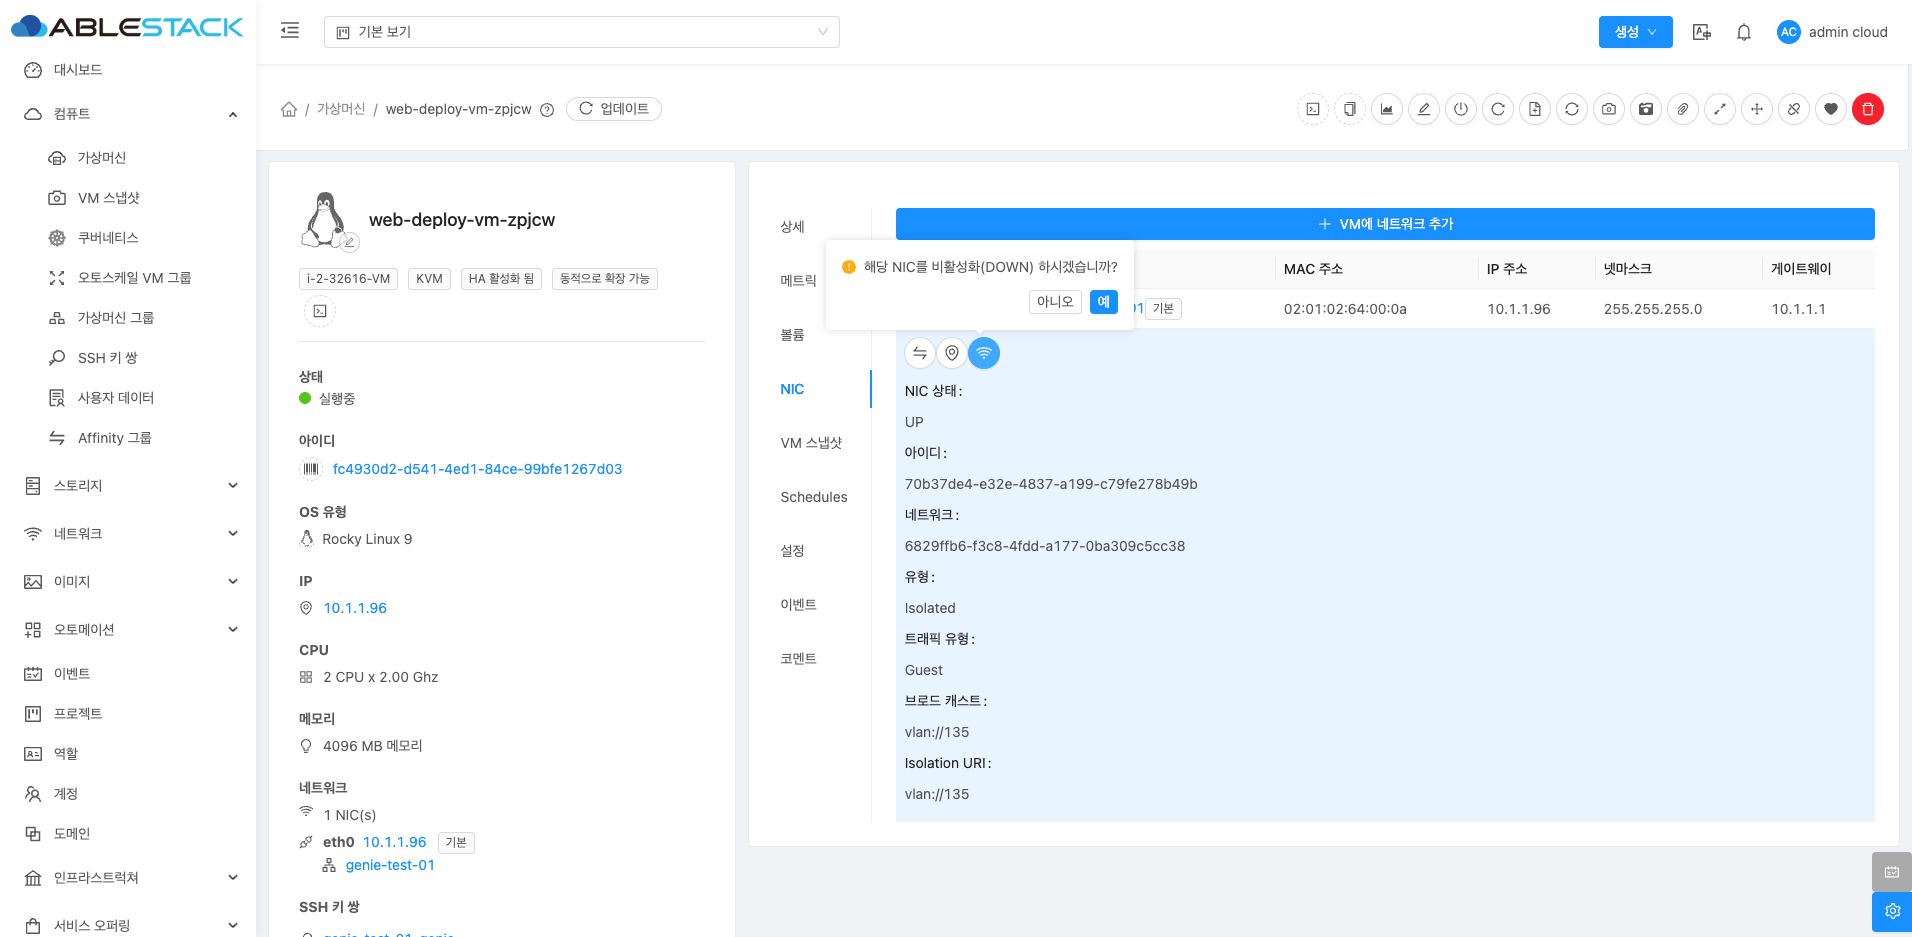 ABLESTACK
기본 보기
생성
AC
admin cloud
대시보드
컴퓨트
가상머신
VM 스냅샷
쿠버네티스
오토스케일 VM 그룹
가상머신 그룹
SSH 키 쌍
사용자 데이터
Affinity 그룹
스토리지
네트워크
이미지
오토메이션
이벤트
프로젝트
역할
계정
도메인
인프라스트럭쳐
서비스 오퍼링
/ 가상머신 / web-deploy-vm-zpjcw
업데이트
web-deploy-vm-zpjcw
i-2-32616-VM
KVM
HA 활성화 됨
동적으로 확장 가능
상태
실행중
아이디
fc4930d2-d541-4ed1-84ce-99bfe1267d03
OS 유형
Rocky Linux 9
IP
10.1.1.96
CPU
2 CPU x 2.00 Ghz
메모리
4096 MB 메모리
네트워크
1 NIC(s)
eth0 10.1.1.96 기본
genie-test-01
SSH 키 쌍
상세
메트릭
볼륨
NIC
VM 스냅샷
Schedules
설정
이벤트
코멘트
VM에 네트워크 추가
해당 NIC를 비활성화(DOWN) 하시겠습니까?
아니오
예
MAC 주소
IP 주소
넷마스크
게이트웨이
01 기본
02:01:02:64:00:0a
10.1.1.96
255.255.255.0
10.1.1.1
NIC 상태:
UP
아이디:
70b37de4-e32e-4837-a199-c79fe278b49b
네트워크:
6829ffb6-f3c8-4fdd-a177-0ba309c5cc38
유형:
Isolated
트래픽 유형:
Guest
브로드 캐스트:
vlan://135
Isolation URI:
vlan://135